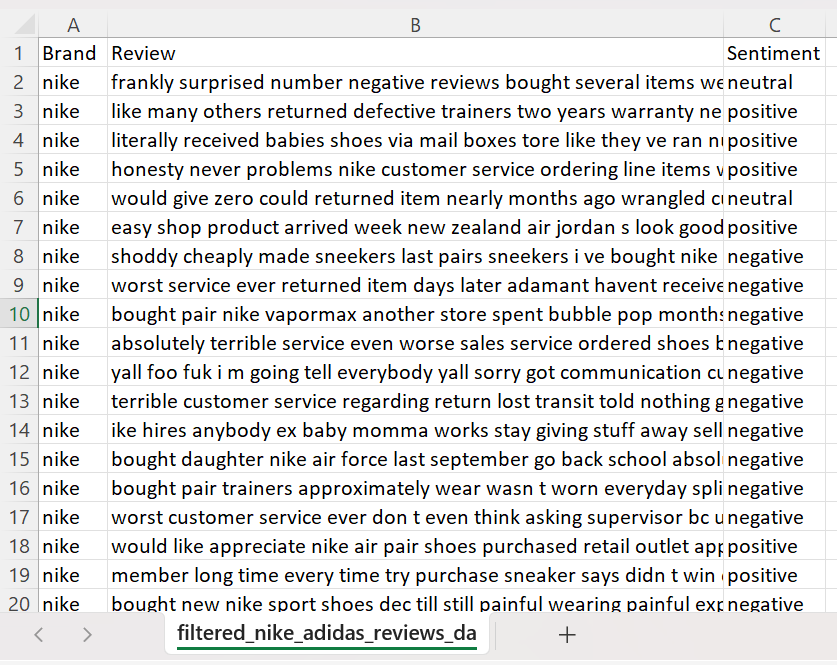 A B C
1 Brand Review Sentiment
2 nike frankly surprised number negative reviews bought several items we neutral
3 nike like many others returned defective trainers two years warranty ne positive
4 nike literally received babies shoes via mail boxes tore like they ve ran positive
5 nike honesty never problems nike customer service ordering line items positive
6 nike would give zero could returned item nearly months ago wrangled neutral
7 nike easy shop product arrived week new zealand air jordan s look good positive
8 nike shoddy cheaply made sneekers last pairs sneekers i ve bought nike negative
9 nike worst service ever returned item days later adamant havent receive negative
10 nike bought pair nike vapormax another store spent bubble pop months negative
11 nike absolutely terrible service even worse sales service ordered shoes b negative
12 nike yall foo fuk i m going tell everybody yall sorry got communication cu negative
13 nike terrible customer service regarding return lost transit told nothing g negative
14 nike ike hires anybody ex baby momma works stay giving stuff away sell negative
15 nike bought daughter nike air force last september go back school absol negative
16 nike bought pair trainers approximately wear wasn t worn everyday spli negative
17 nike worst customer service ever don t even think asking supervisor bc u negative
18 nike would like appreciate nike air pair shoes purchased retail outlet app positive
19 nike member long time every time try purchase sneaker says didn t win positive
20 nike bought new nike sport shoes dec till still painful wearing painful exp negative
filtered_nike_adidas_reviews_da